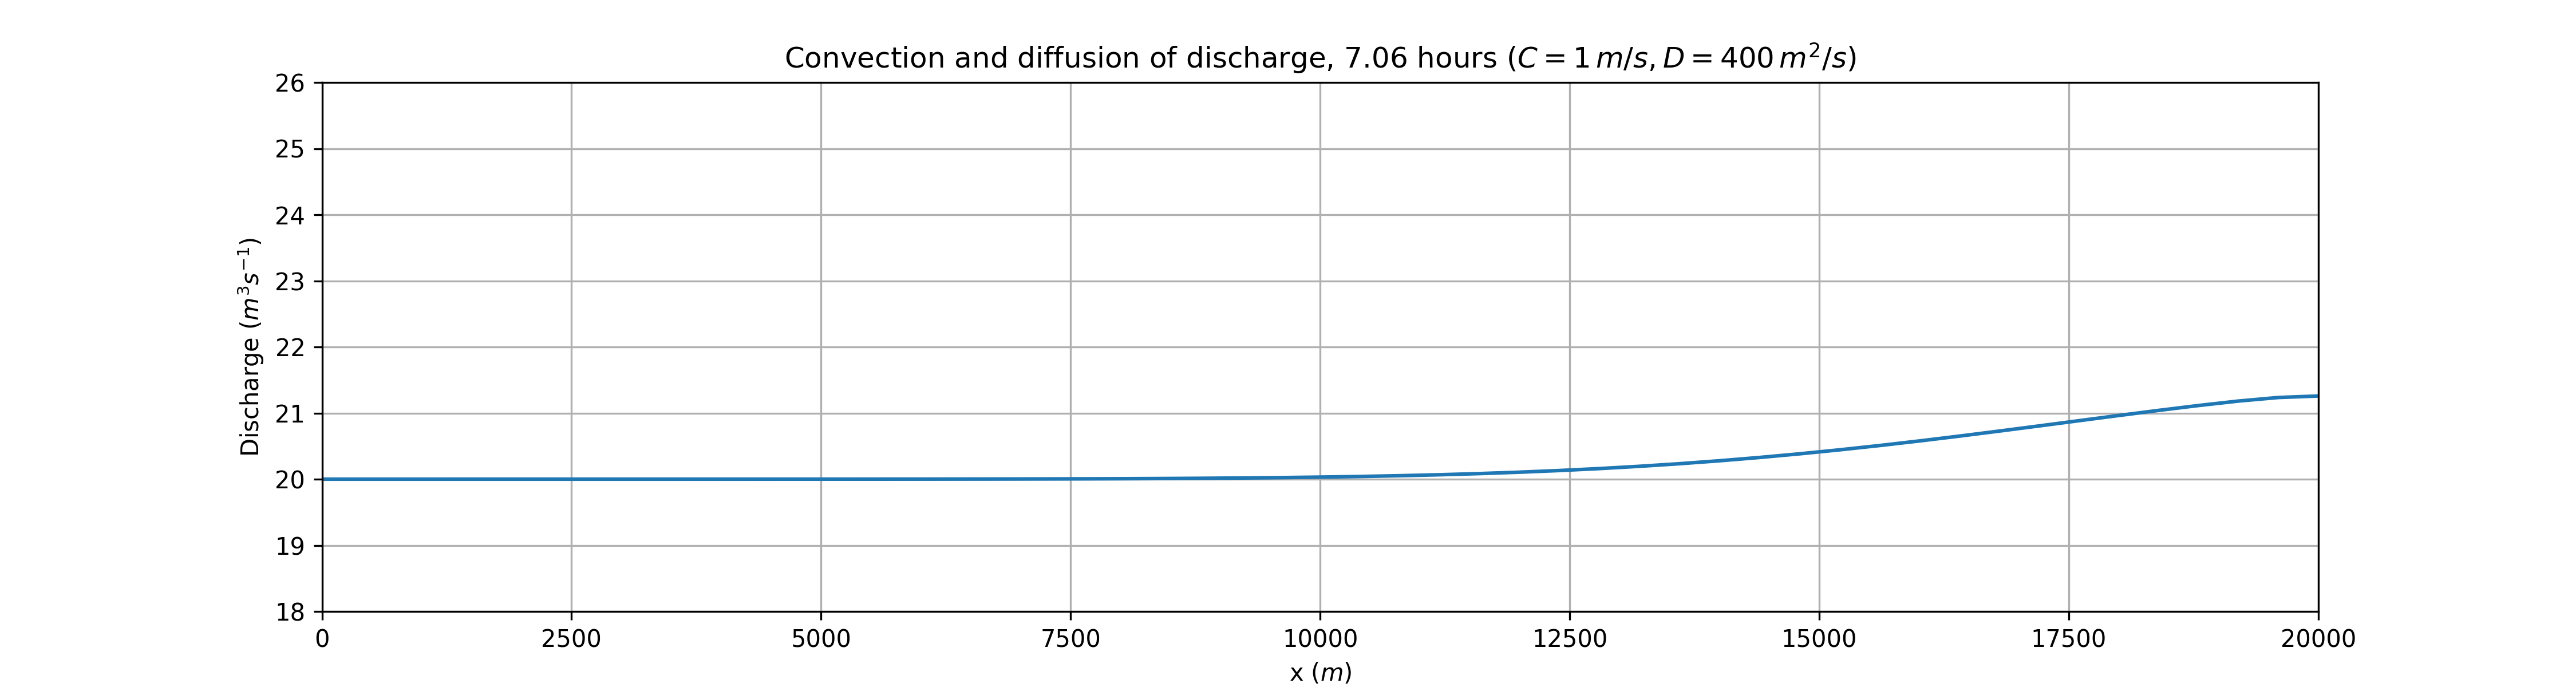 Convection and diffusion of discharge, 7.06 hours (C = 1 m/s, D = 400 m²/s)
26
25
24
23
22
21
20
19
18
Discharge (m³s⁻¹)
0 2500 5000 7500 10000 12500 15000 17500 20000
x (m)